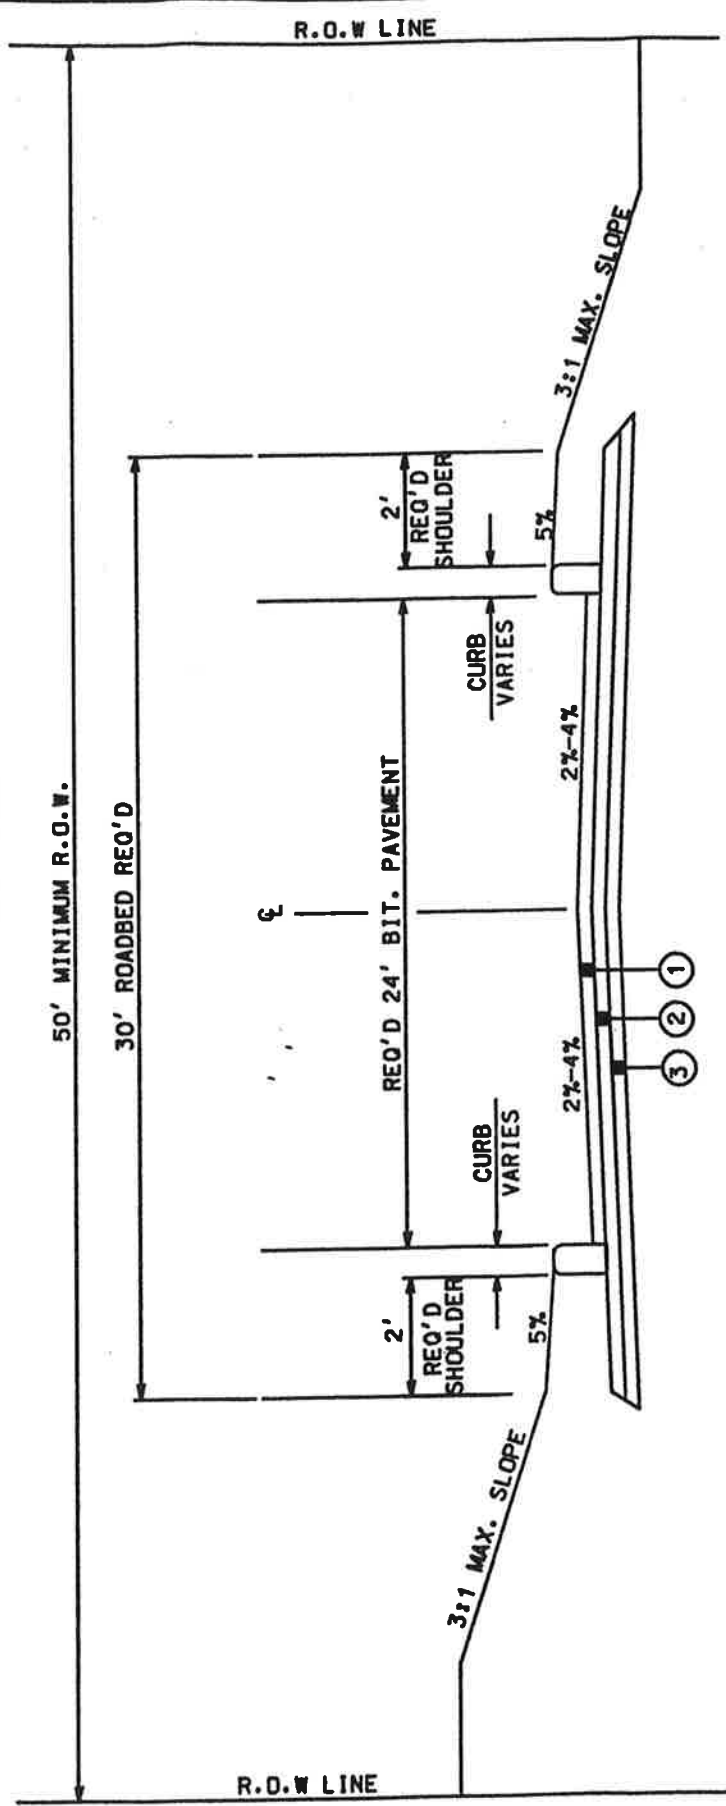 R.O.W LINE
50' MINIMUM R.O.W.
30' ROADBED REQ'D
2'
REQ'D
SHOULDER
CURB
VARIES
REQ'D 24' BIT. PAVEMENT
℄
CURB
VARIES
2'
REQ'D
SHOULDER
3:1 MAX. SLOPE
5%
2%-4%
2%-4%
5%
3:1 MAX. SLOPE
1
2
3
R.O.W LINE